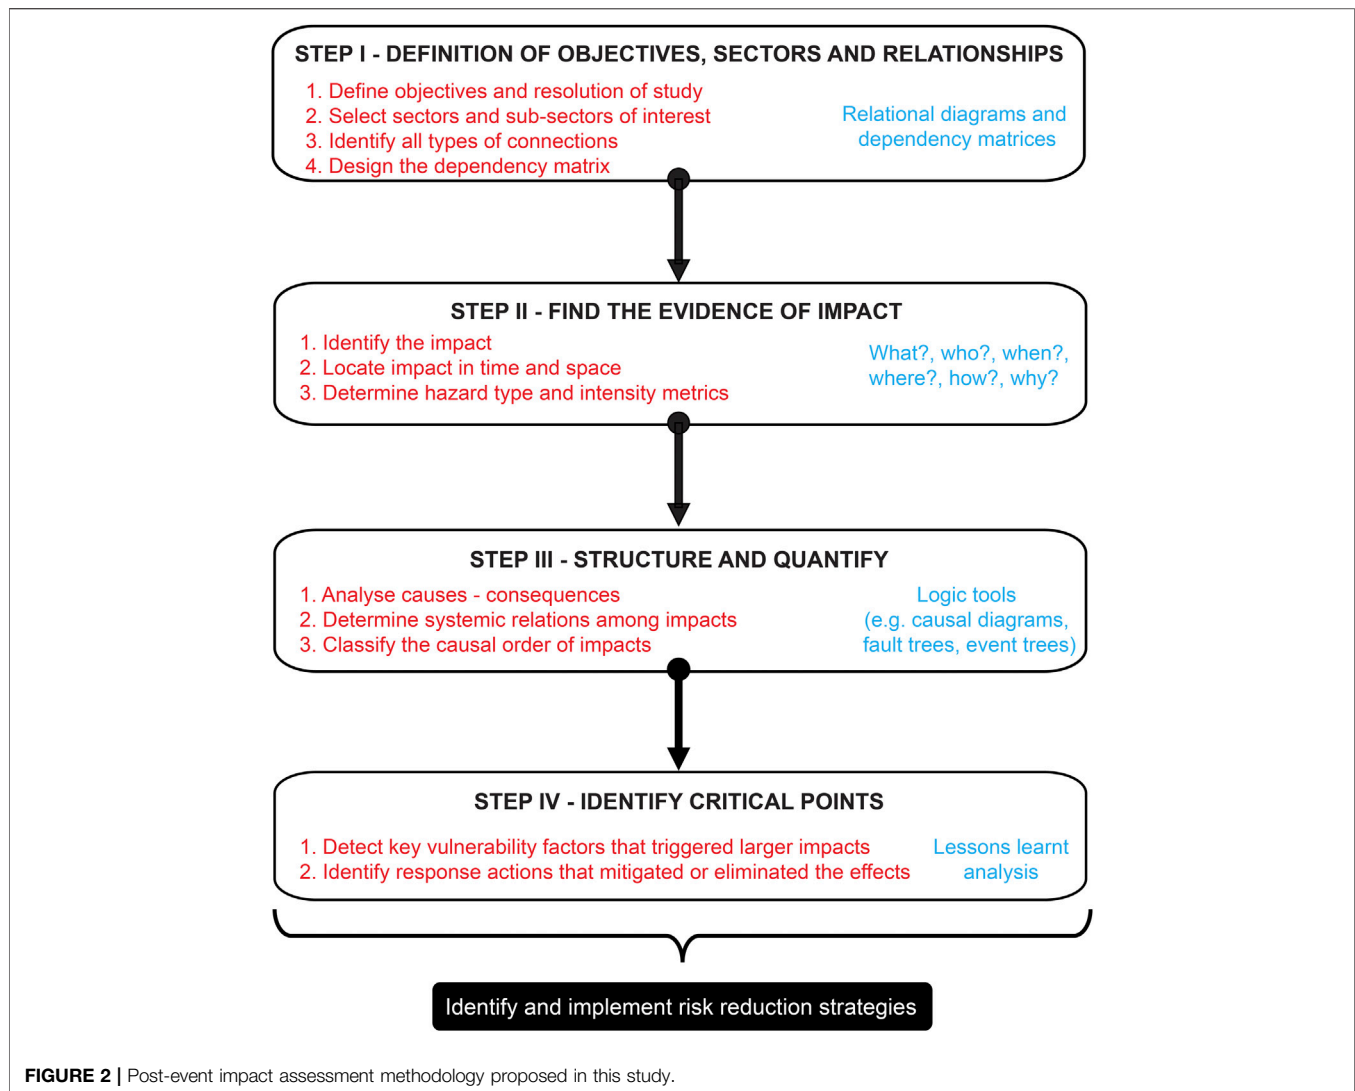 STEP I - DEFINITION OF OBJECTIVES, SECTORS AND RELATIONSHIPS
1. Define objectives and resolution of study
2. Select sectors and sub-sectors of interest
3. Identify all types of connections
4. Design the dependency matrix
Relational diagrams and
dependency matrices
STEP II - FIND THE EVIDENCE OF IMPACT
1. Identify the impact
2. Locate impact in time and space
3. Determine hazard type and intensity metrics
What?, who?, when?,
where?, how?, why?
STEP III - STRUCTURE AND QUANTIFY
1. Analyse causes - consequences
2. Determine systemic relations among impacts
3. Classify the causal order of impacts
Logic tools
(e.g. causal diagrams,
fault trees, event trees)
STEP IV - IDENTIFY CRITICAL POINTS
1. Detect key vulnerability factors that triggered larger impacts
2. Identify response actions that mitigated or eliminated the effects
Lessons learnt
analysis
Identify and implement risk reduction strategies
FIGURE 2 | Post-event impact assessment methodology proposed in this study.